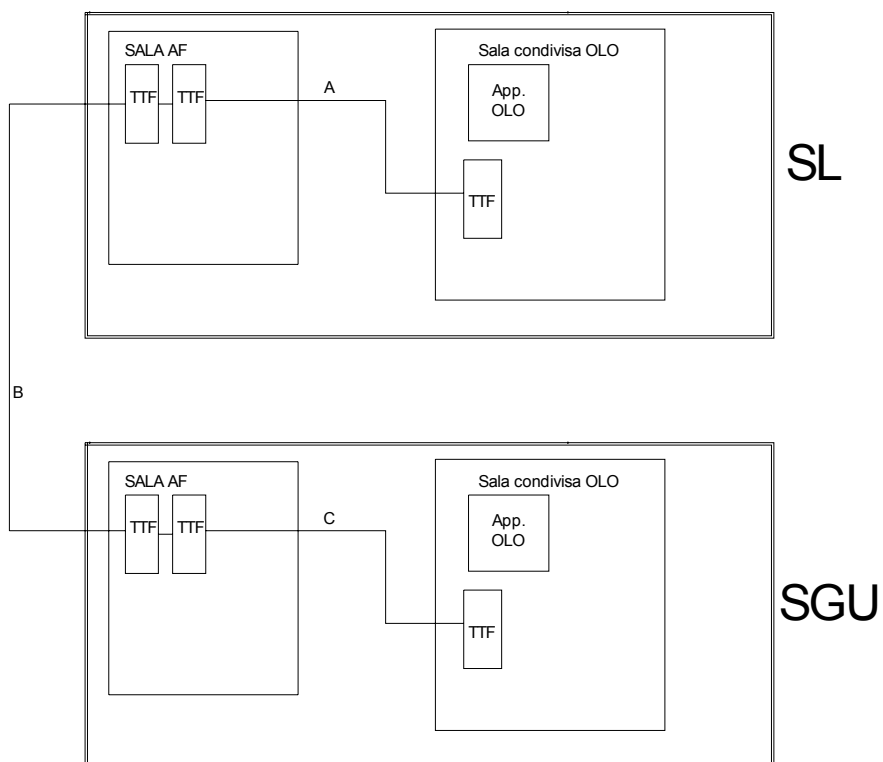 SALA AF
TTF
TTF
A
Sala condivisa OLO
App.
OLO
TTF
SL
B
SALA AF
TTF
TTF
C
Sala condivisa OLO
App.
OLO
TTF
SGU